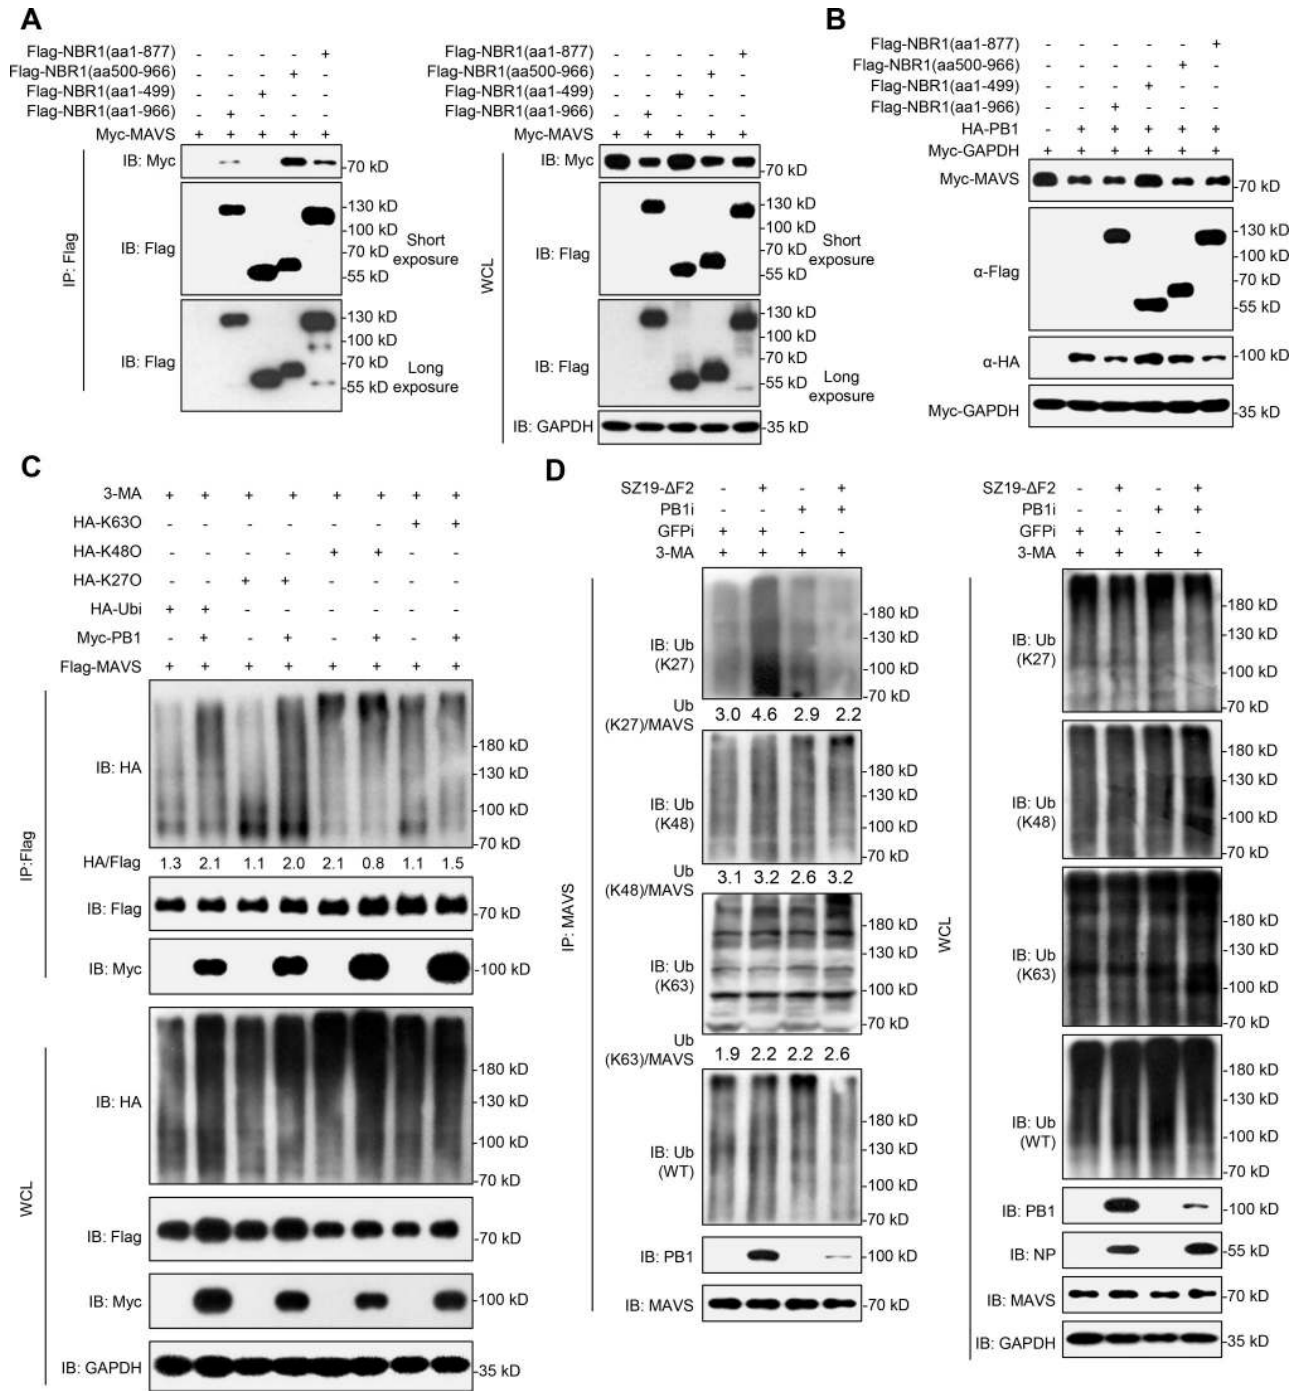 A
Flag-NBR1(aa1-877) - - - - +
Flag-NBR1(aa500-966) - - - + -
Flag-NBR1(aa1-499) - - + - -
Flag-NBR1(aa1-966) - + - - -
Myc-MAVS + + + + +
IP: Flag
IB: Myc
-70 kD
IB: Flag
-130 kD
-100 kD
-70 kD
-55 kD
Short
exposure
IB: Flag
-130 kD
-100 kD
-70 kD
-55 kD
Long
exposure
Flag-NBR1(aa1-877) - - - - +
Flag-NBR1(aa500-966) - - - + -
Flag-NBR1(aa1-499) - - + - -
Flag-NBR1(aa1-966) - + - - -
Myc-MAVS + + + + +
WCL
IB: Myc
-70 kD
IB: Flag
-130 kD
-100 kD
-70 kD
-55 kD
Short
exposure
IB: Flag
-130 kD
-100 kD
-70 kD
-55 kD
Long
exposure
IB: GAPDH
-35 kD
B
Flag-NBR1(aa1-877) - - - - - +
Flag-NBR1(aa500-966) - - - - + -
Flag-NBR1(aa1-499) - - - + - -
Flag-NBR1(aa1-966) - - + - - -
HA-PB1 - + + + + +
Myc-GAPDH + + + + + +
Myc-MAVS
-70 kD
α-Flag
-130 kD
-100 kD
-70 kD
-55 kD
α-HA
-100 kD
Myc-GAPDH
-35 kD
C
3-MA + + + + + + + +
HA-K63O - - - - - - + +
HA-K48O - - - - + + - -
HA-K27O - - + + - - - -
HA-Ubi + + - - - - - -
Myc-PB1 - + - + - + - +
Flag-MAVS + + + + + + + +
IP:Flag
IB: HA
-180 kD
-130 kD
-100 kD
-70 kD
HA/Flag 1.3 2.1 1.1 2.0 2.1 0.8 1.1 1.5
IB: Flag
-70 kD
IB: Myc
-100 kD
WCL
IB: HA
-180 kD
-130 kD
-100 kD
-70 kD
IB: Flag
-70 kD
IB: Myc
-100 kD
IB: GAPDH
-35 kD
D
SZ19-ΔF2 - + - +
PB1i - - + +
GFPi + + - -
3-MA + + + +
IP: MAVS
IB: Ub
(K27)
-180 kD
-130 kD
-100 kD
-70 kD
Ub
(K27)/MAVS 3.0 4.6 2.9 2.2
IB: Ub
(K48)
-180 kD
-130 kD
-100 kD
-70 kD
Ub
(K48)/MAVS 3.1 3.2 2.6 3.2
IB: Ub
(K63)
-180 kD
-130 kD
-100 kD
-70 kD
Ub
(K63)/MAVS 1.9 2.2 2.2 2.6
IB: Ub
(WT)
-180 kD
-130 kD
-100 kD
-70 kD
IB: PB1
-100 kD
IB: MAVS
-70 kD
SZ19-ΔF2 - + - +
PB1i - - + +
GFPi + + - -
3-MA + + + +
WCL
IB: Ub
(K27)
-180 kD
-130 kD
-100 kD
-70 kD
IB: Ub
(K48)
-180 kD
-130 kD
-100 kD
-70 kD
IB: Ub
(K63)
-180 kD
-130 kD
-100 kD
-70 kD
IB: Ub
(WT)
-180 kD
-130 kD
-100 kD
-70 kD
IB: PB1
-100 kD
IB: NP
-55 kD
IB: MAVS
-70 kD
IB: GAPDH
-35 kD